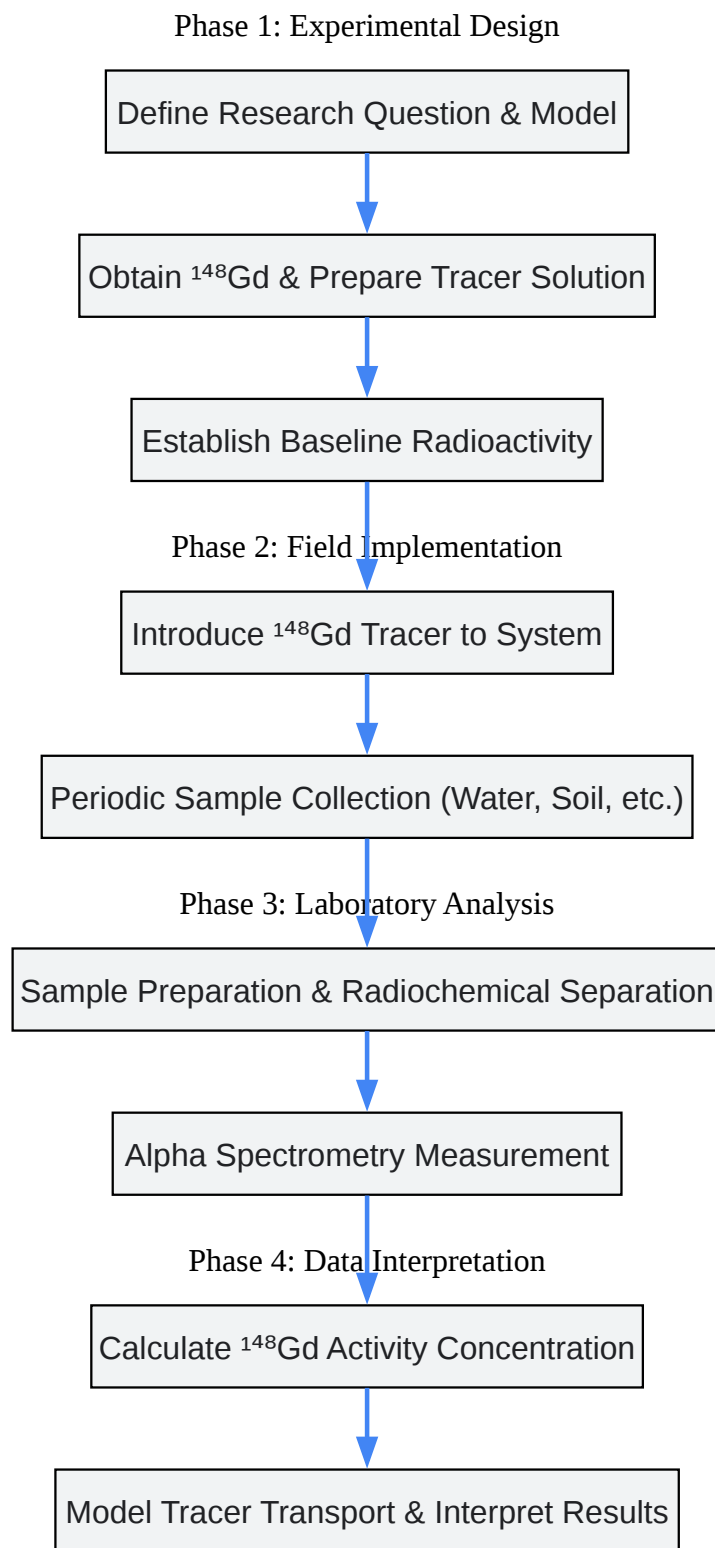 Phase 1: Experimental Design
Define Research Question & Model
Obtain ¹⁴⁸Gd & Prepare Tracer Solution
Establish Baseline Radioactivity
Phase 2: Field Implementation
Introduce ¹⁴⁸Gd Tracer to System
Periodic Sample Collection (Water, Soil, etc.)
Phase 3: Laboratory Analysis
Sample Preparation & Radiochemical Separation
Alpha Spectrometry Measurement
Phase 4: Data Interpretation
Calculate ¹⁴⁸Gd Activity Concentration
Model Tracer Transport & Interpret Results